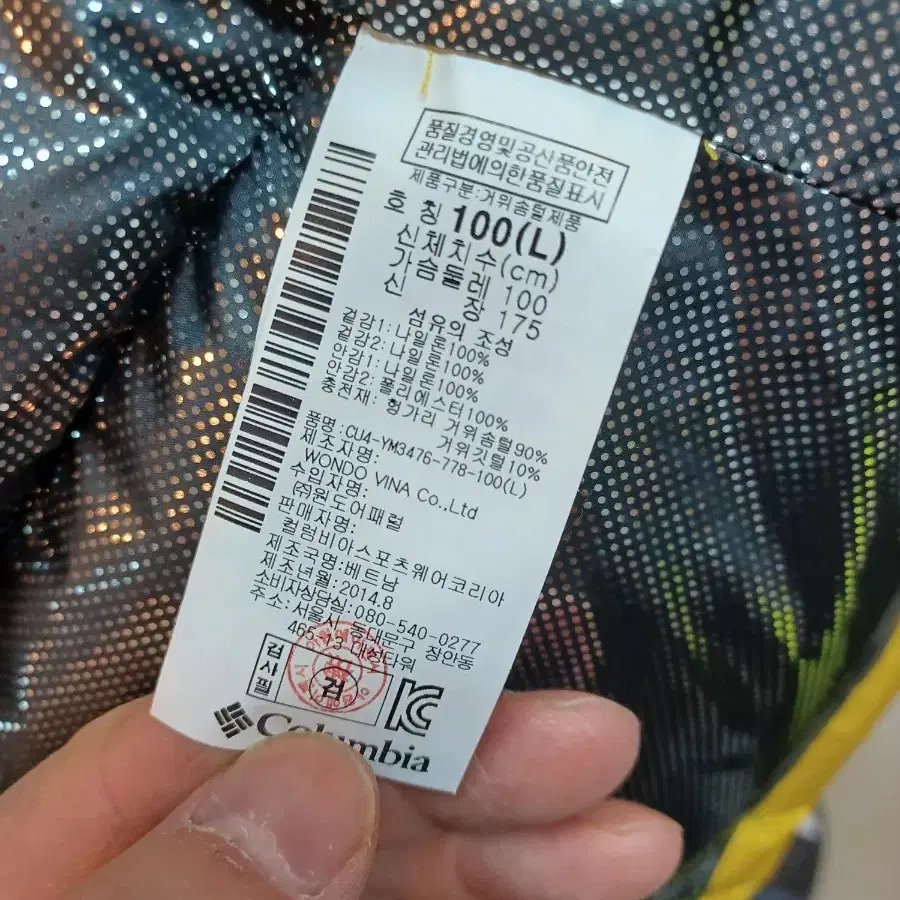 품질경영및공산품안전
관리법에의한품질표시
제품구분:거위솜털제품
호 칭 100(L)
신체치수(cm)
가슴둘레 100
신 장 175
섬유의 조성
겉감1: 나일론100%
겉감2: 나일론100%
안감1: 나일론100%
안감2: 폴리에스터100%
충전재: 헝가리 거위솜털90%
거위깃털10%
품명:CU4-YM3476-778-100(L)
제조자명:
WONDO VINA Co.,Ltd
수입자명:
㈜원도어패럴
판매자명:
컬럼비아스포츠웨어코리아
제조국명:베트남
제조년월:2014.8
소비자상담실:080-540-0277
주소:서울시 동대문구 장안동
465-13 대성타워
검사필
검
Columbia